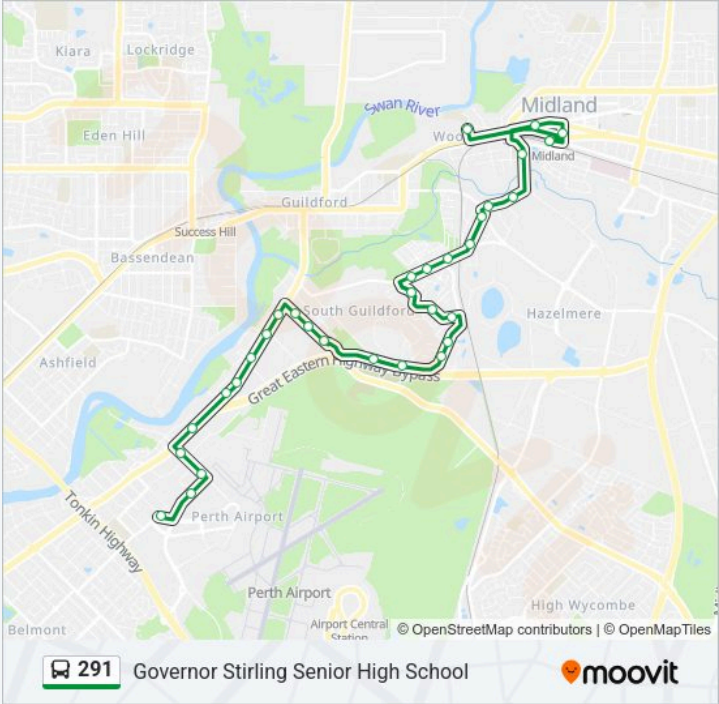 Kiara
Lockridge
Swan River
Midland
Eden Hill
Woo
Midland
Guildford
Success Hill
Bassendean
South Guildford
Hazelmere
Ashfield
Great Eastern Highway Bypass
Tonkin Highway
Perth Airport
Perth Airport
High Wycombe
Airport Central
Station
Belmont
© OpenStreetMap contributors | © OpenMapTiles
291 Governor Stirling Senior High School
moovit